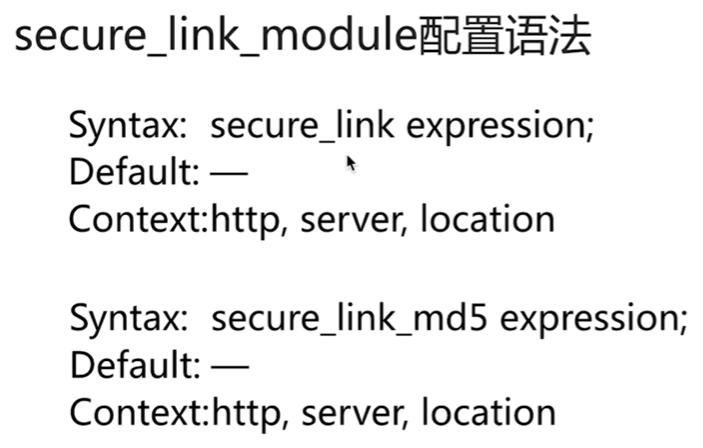 secure_link_module配置语法
Syntax: secure_link expression;
Default: —
Context:http, server, location
Syntax: secure_link_md5 expression;
Default: —
Context:http, server, location